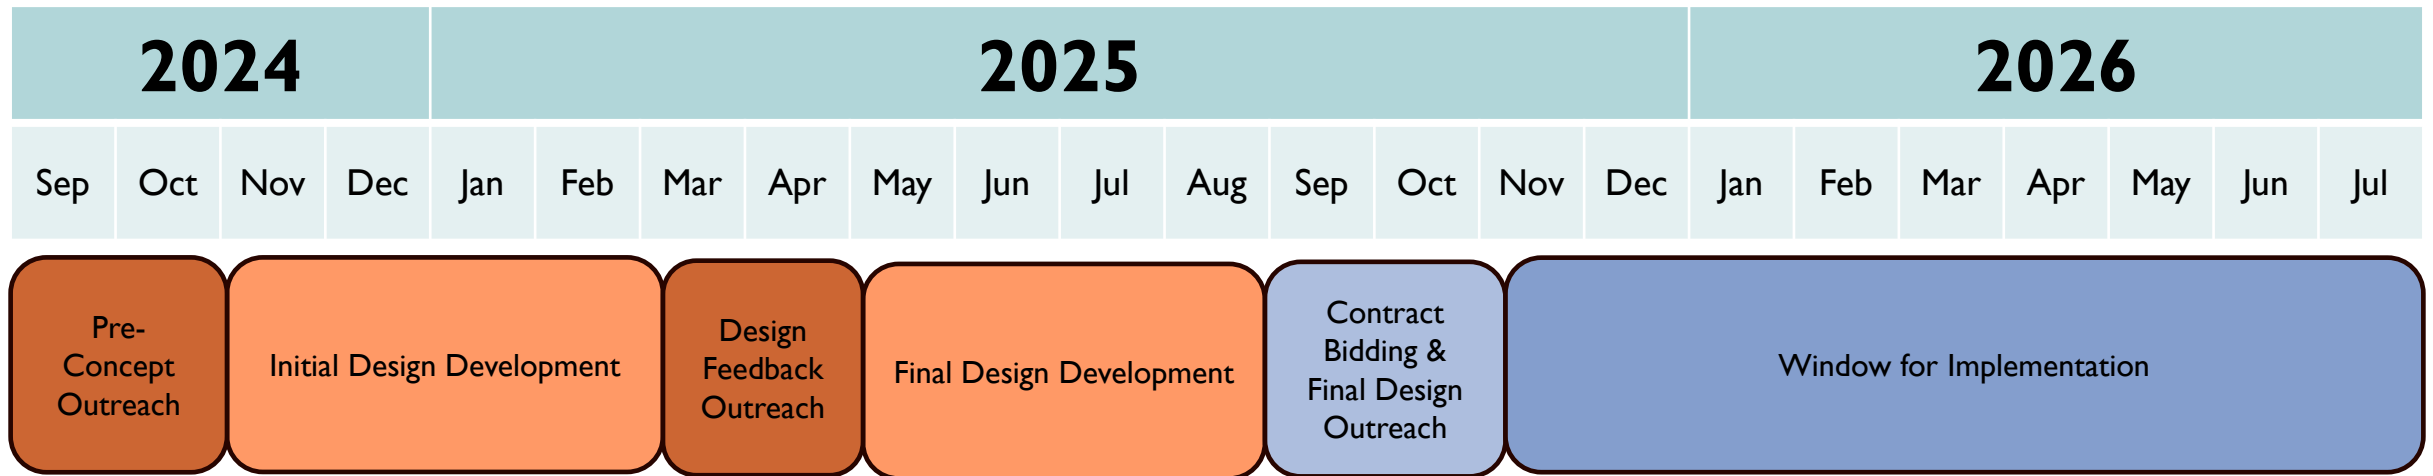 2024 2025 2026
Sep Oct Nov Dec Jan Feb Mar Apr May Jun Jul Aug Sep Oct Nov Dec Jan Feb Mar Apr May Jun Jul
Pre-
Concept
Outreach
Initial Design Development
Design
Feedback
Outreach
Final Design Development
Contract
Bidding &
Final Design
Outreach
Window for Implementation